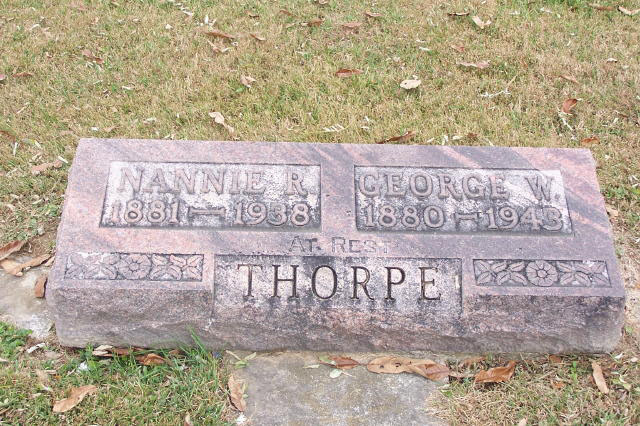 NANNIE R.
1881 — 1938
GEORGE W.
1880 — 1943
AT REST
THORPE